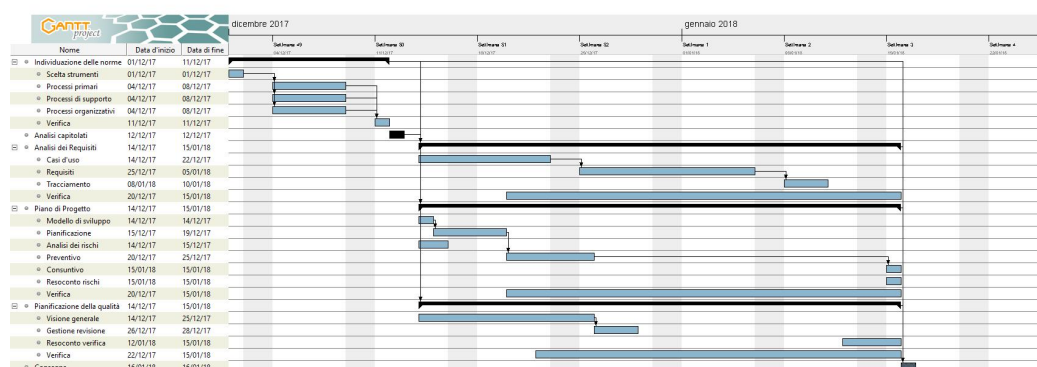 GANTT
project
dicembre 2017
gennaio 2018
Nome Data d'inizio Data di fine
Settimana 49 Settimana 50 Settimana 51 Settimana 52 Settimana 1 Settimana 2 Settimana 3 Settimana 4
Individuazione delle norme 01/12/17 11/12/17
Scelta strumenti 01/12/17 01/12/17
Processi primari 04/12/17 08/12/17
Processi di supporto 04/12/17 08/12/17
Processi organizzativi 04/12/17 08/12/17
Verifica 11/12/17 11/12/17
Analisi capitolati 12/12/17 12/12/17
Analisi dei Requisiti 14/12/17 15/01/18
Casi d'uso 14/12/17 22/12/17
Requisiti 25/12/17 05/01/18
Tracciamento 08/01/18 10/01/18
Verifica 20/12/17 15/01/18
Piano di Progetto 14/12/17 15/01/18
Modello di sviluppo 14/12/17 14/12/17
Pianificazione 15/12/17 19/12/17
Analisi dei rischi 14/12/17 15/12/17
Preventivo 20/12/17 25/12/17
Consuntivo 15/01/18 15/01/18
Resoconto rischi 15/01/18 15/01/18
Verifica 20/12/17 15/01/18
Pianificazione della qualità 14/12/17 15/01/18
Visione generale 14/12/17 25/12/17
Gestione revisione 26/12/17 28/12/17
Resoconto verifica 12/01/18 15/01/18
Verifica 22/12/17 15/01/18
Consegna 16/01/18 16/01/18